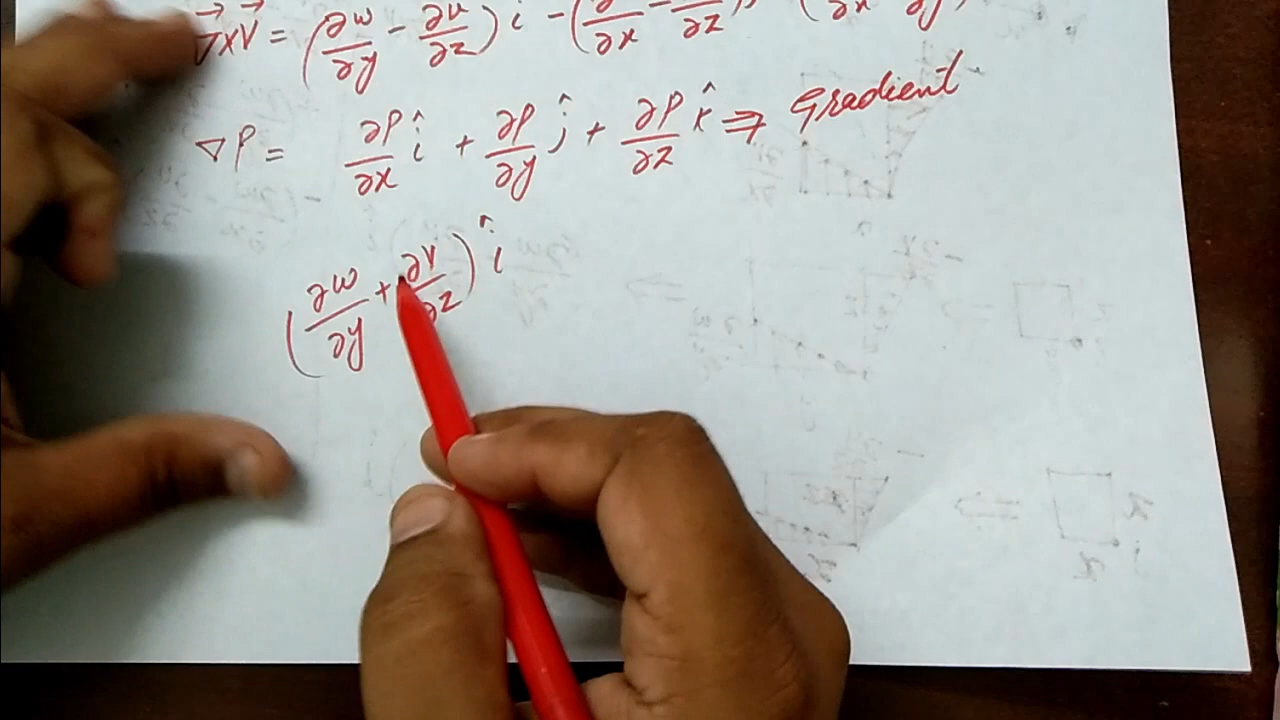 ∇⃗ x V⃗ = (∂w/∂y - ∂v/∂z) i - (∂/∂x - /∂z) (∂x ∂y)
∇P = ∂P/∂x î + ∂P/∂y ĵ + ∂P/∂z k̂ ⇒ Gradient
(∂w/∂y + ∂v/∂z) î